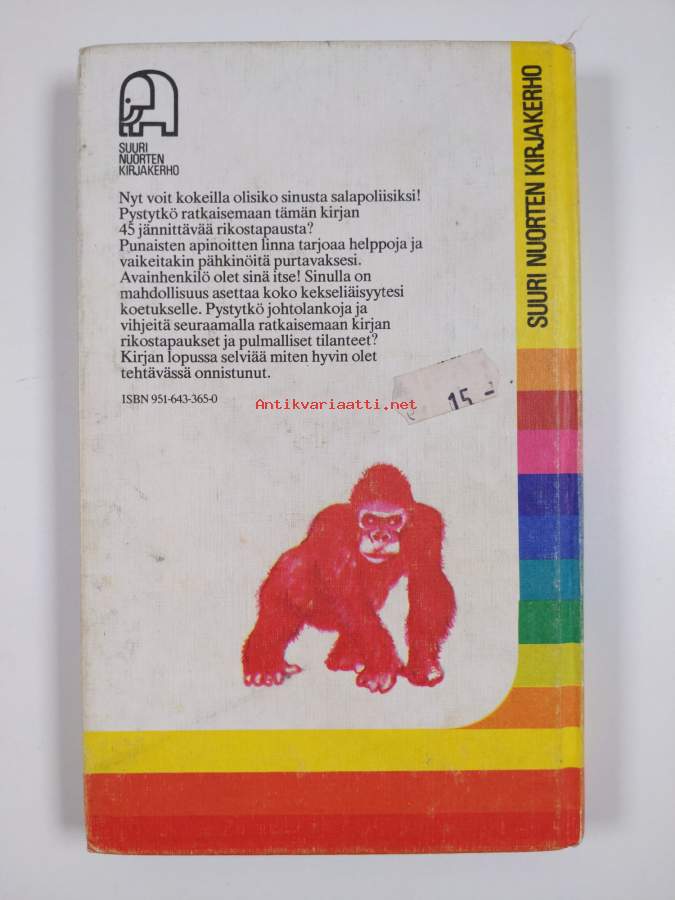 SUURI
NUORTEN
KIRJAKERHO
Nyt voit kokeilla olisiko sinusta salapoliisiksi!
Pystytkö ratkaisemaan tämän kirjan
45 jännittävää rikostapausta?
Punaisten apinoitten linna tarjoaa helppoja ja
vaikeitakin pähkinöitä purtavaksesi.
Avainhenkilö olet sinä itse! Sinulla on
mahdollisuus asettaa koko kekseliäisyytesi
koetukselle. Pystytkö johtolankoja ja
vihjeitä seuraamalla ratkaisemaan kirjan
rikostapaukset ja pulmalliset tilanteet?
Kirjan lopussa selviää miten hyvin olet
tehtävässä onnistunut.
ISBN 951-643-365-0
Antikvariaatti.net
15-
SUURI NUORTEN KIRJAKERHO